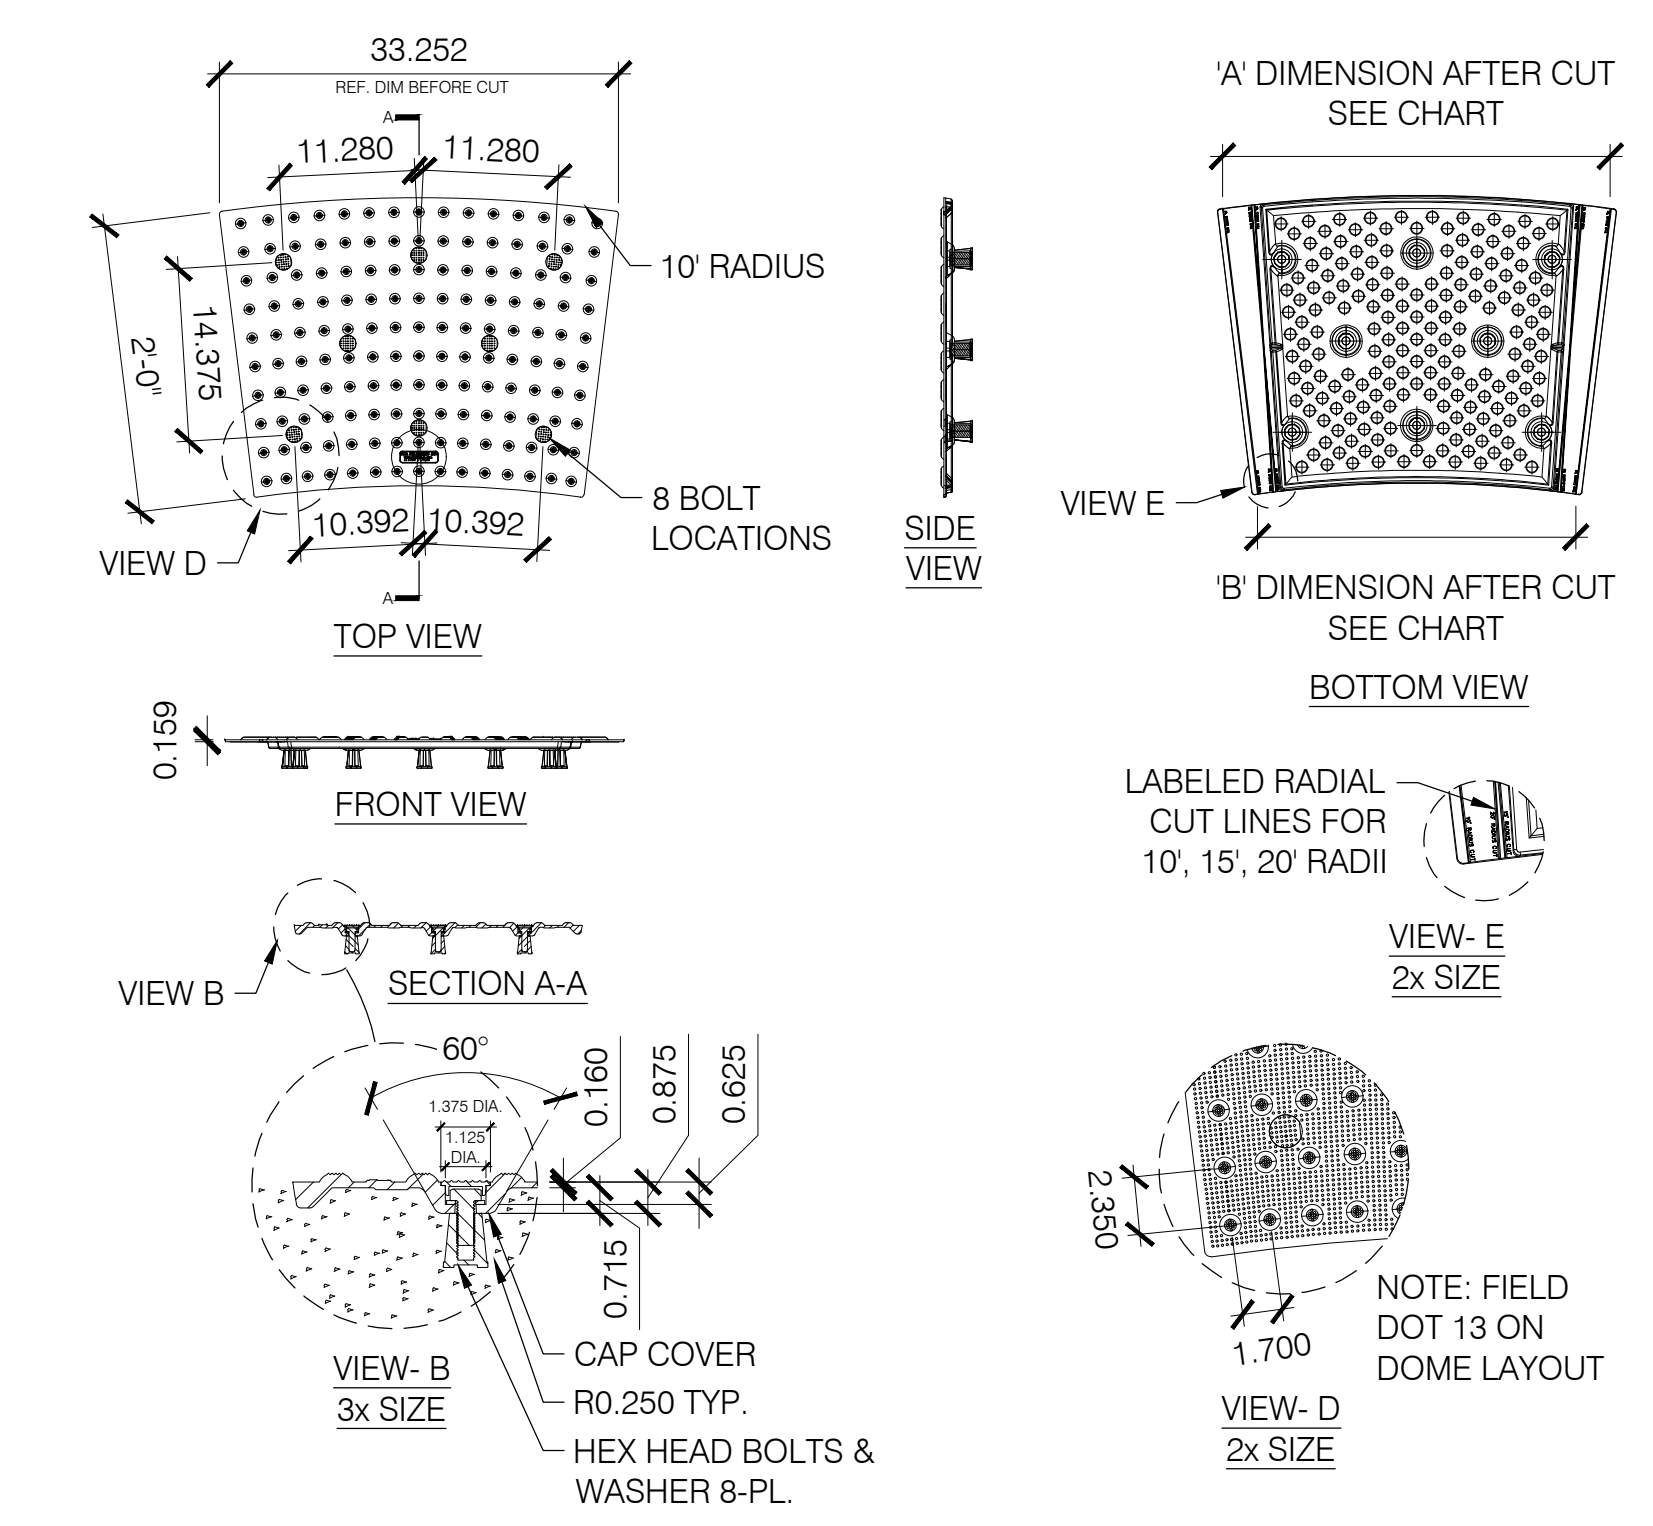 33.252
REF. DIM BEFORE CUT
A
11.280
11.280
10' RADIUS
14.375
2'-0"
10.392
10.392
8 BOLT
LOCATIONS
VIEW D
A
TOP VIEW
SIDE
VIEW
'A' DIMENSION AFTER CUT
SEE CHART
VIEW E
'B' DIMENSION AFTER CUT
SEE CHART
BOTTOM VIEW
0.159
FRONT VIEW
LABELED RADIAL
CUT LINES FOR
10', 15', 20' RADII
VIEW- E
2x SIZE
VIEW B
SECTION A-A
60°
1.375 DIA.
1.125
DIA.
0.160
0.875
0.625
0.715
CAP COVER
R0.250 TYP.
HEX HEAD BOLTS &
WASHER 8-PL.
VIEW- B
3x SIZE
2.350
1.700
NOTE: FIELD
DOT 13 ON
DOME LAYOUT
VIEW- D
2x SIZE